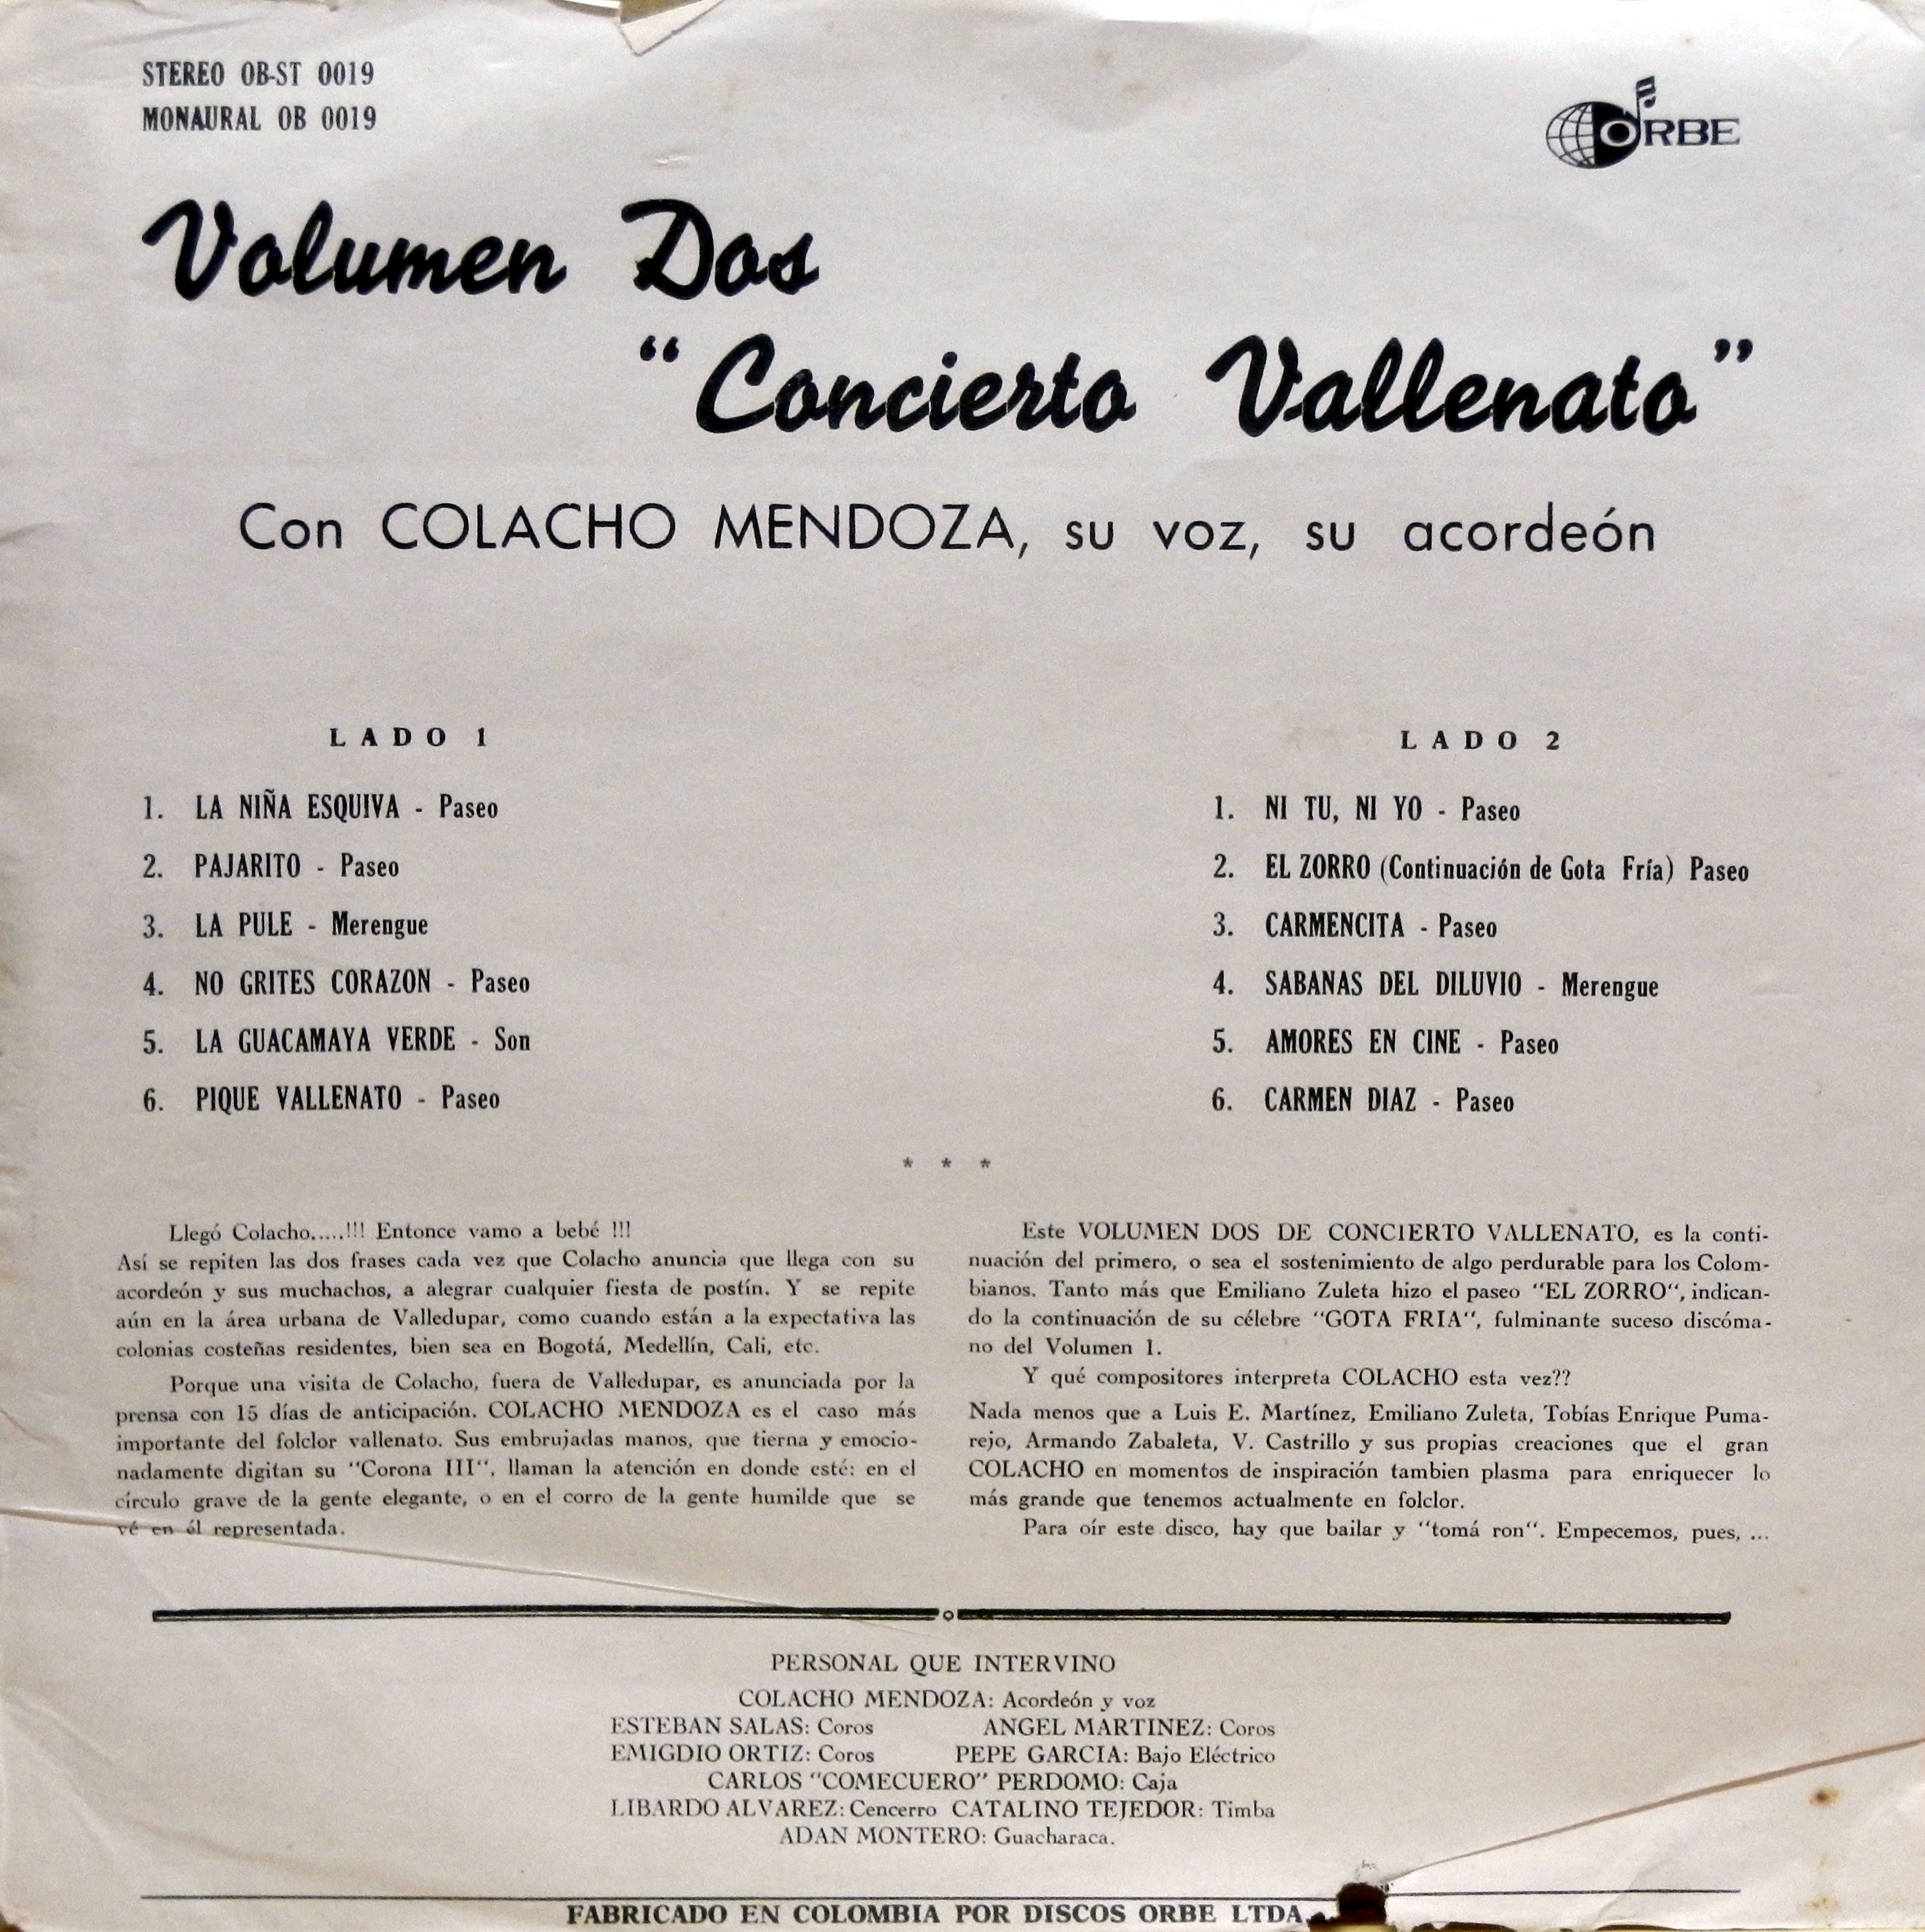 STEREO OB-ST 0019
MONAURAL OB 0019
ORBE
Volumen Dos
“Concierto Vallenato”
Con COLACHO MENDOZA, su voz, su acordeón
LADO 1
1. LA NIÑA ESQUIVA - Paseo
2. PAJARITO - Paseo
3. LA PULE - Merengue
4. NO GRITES CORAZON - Paseo
5. LA GUACAMAYA VERDE - Son
6. PIQUE VALLENATO - Paseo
LADO 2
1. NI TU, NI YO - Paseo
2. EL ZORRO (Continuación de Gota Fría) Paseo
3. CARMENCITA - Paseo
4. SABANAS DEL DILUVIO - Merengue
5. AMORES EN CINE - Paseo
6. CARMEN DIAZ - Paseo
* * *
Llegó Colacho.....!!! Entonce vamo a bebé !!!
Así se repiten las dos frases cada vez que Colacho anuncia que llega con su
acordeón y sus muchachos, a alegrar cualquier fiesta de postín. Y se repite
aún en la área urbana de Valledupar, como cuando están a la expectativa las
colonias costeñas residentes, bien sea en Bogotá, Medellín, Cali, etc.
Porque una visita de Colacho, fuera de Valledupar, es anunciada por la
prensa con 15 días de anticipación. COLACHO MENDOZA es el caso más
importante del folclor vallenato. Sus embrujadas manos, que tierna y emocio-
nadamente digitan su “Corona III“, llaman la atención en donde esté: en el
círculo grave de la gente elegante, o en el corro de la gente humilde que se
vé en él representada.
Este VOLUMEN DOS DE CONCIERTO VALLENATO, es la conti-
nuación del primero, o sea el sostenimiento de algo perdurable para los Colom-
bianos. Tanto más que Emiliano Zuleta hizo el paseo “EL ZORRO“, indican-
do la continuación de su célebre “GOTA FRIA“, fulminante suceso discóma-
no del Volumen 1.
Y qué compositores interpreta COLACHO esta vez??
Nada menos que a Luis E. Martínez, Emiliano Zuleta, Tobías Enrique Puma-
rejo, Armando Zabaleta, V. Castrillo y sus propias creaciones que el gran
COLACHO en momentos de inspiración tambien plasma para enriquecer lo
más grande que tenemos actualmente en folclor.
Para oír este disco, hay que bailar y “tomá ron“. Empecemos, pues, ...
PERSONAL QUE INTERVINO
COLACHO MENDOZA: Acordeón y voz
ESTEBAN SALAS: Coros ANGEL MARTINEZ: Coros
EMIGDIO ORTIZ: Coros PEPE GARCIA: Bajo Eléctrico
CARLOS “COMECUERO” PERDOMO: Caja
LIBARDO ALVAREZ: Cencerro CATALINO TEJEDOR: Timba
ADAN MONTERO: Guacharaca.
FABRICADO EN COLOMBIA POR DISCOS ORBE LTDA.